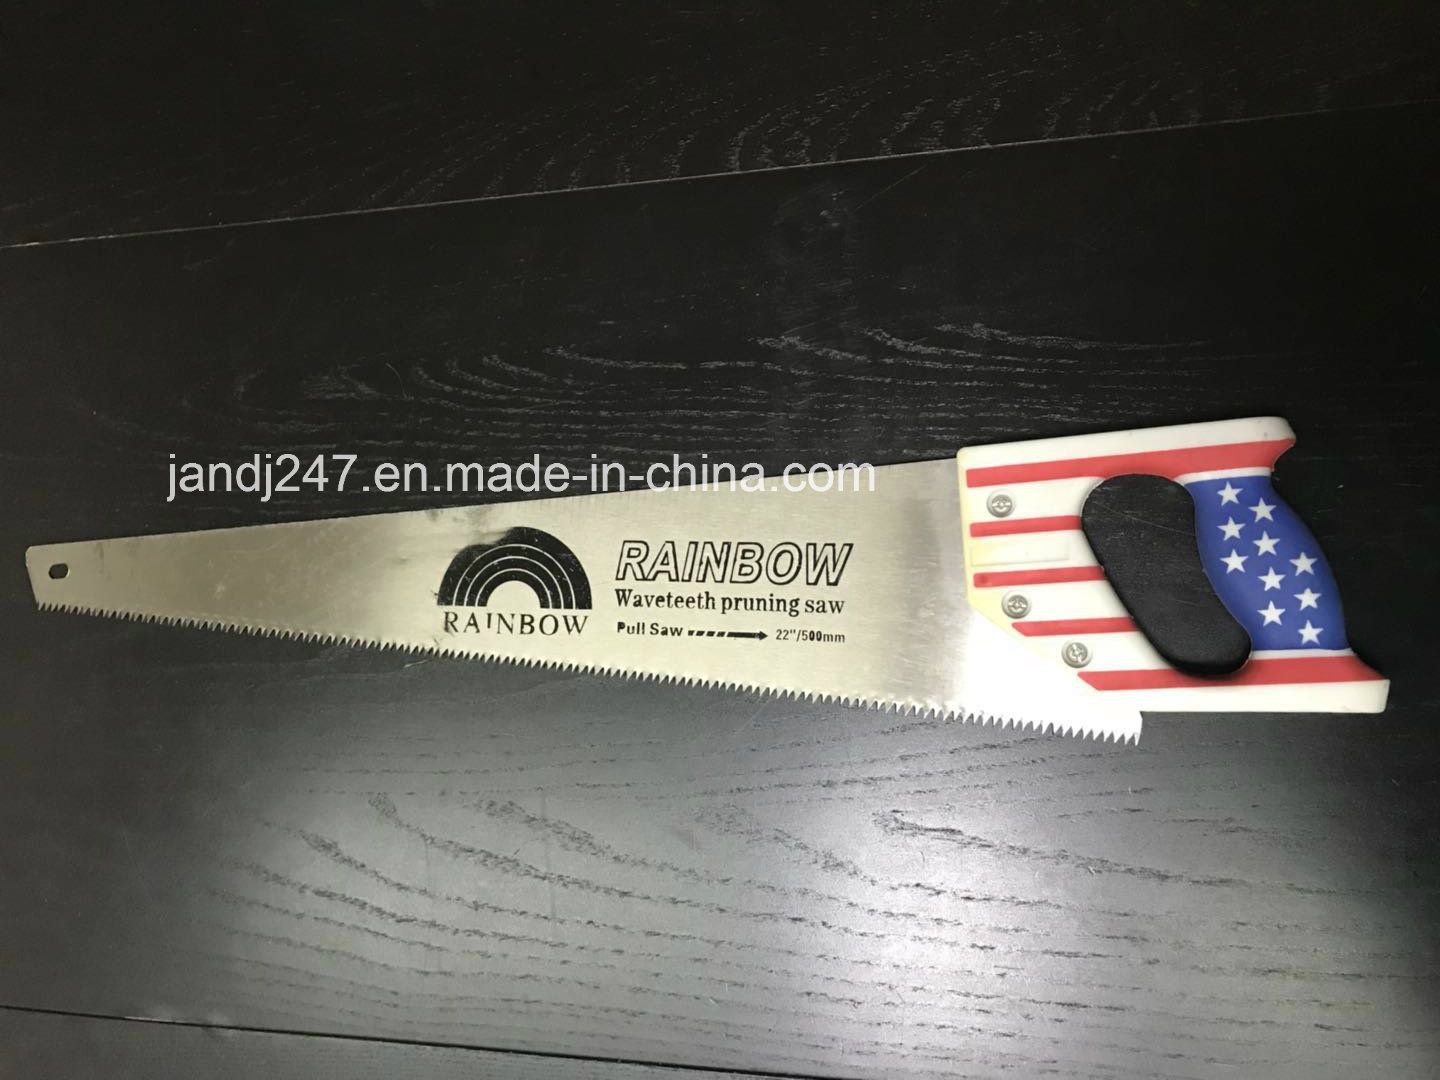 jandj247.en.made-in-china.com
RAINBOW
RAINBOW
Waveteeth pruning saw
Pull Saw 22"/500mm